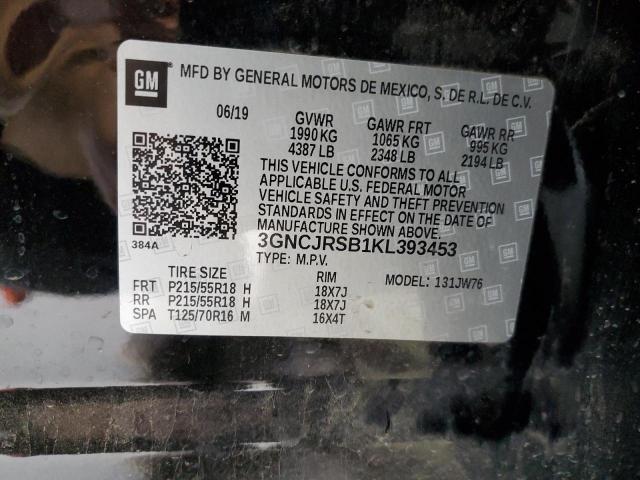 GM MFD BY GENERAL MOTORS DE MEXICO, S. DE R.L. DE C.V.
06/19 GVWR GAWR FRT GAWR RR
1990 KG 1065 KG 995 KG
4387 LB 2348 LB 2194 LB
THIS VEHICLE CONFORMS TO ALL
APPLICABLE U.S. FEDERAL MOTOR
VEHICLE SAFETY AND THEFT PREVENTION
STANDARDS IN EFFECT ON THE DATE OF
MANUFACTURE SHOWN ABOVE.
384A
3GNCJRSB1KL393453
TYPE: M.P.V.
TIRE SIZE RIM MODEL: 131JW76
FRT P215/55R18 H 18X7J
RR P215/55R18 H 18X7J
SPA T125/70R16 M 16X4T